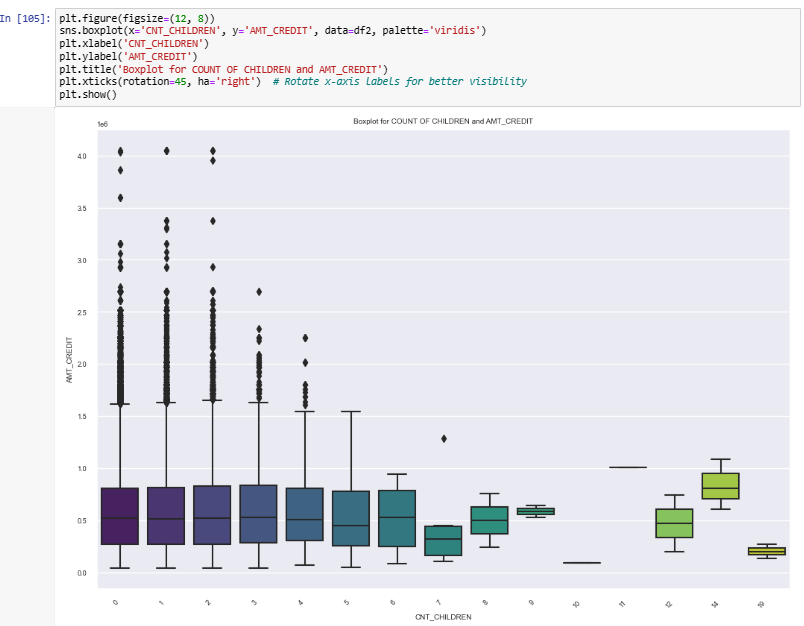 In [105]:
plt.figure(figsize=(12, 8))
sns.boxplot(x='CNT_CHILDREN', y='AMT_CREDIT', data=df2, palette='viridis')
plt.xlabel('CNT_CHILDREN')
plt.ylabel('AMT_CREDIT')
plt.title('Boxplot for COUNT OF CHILDREN and AMT_CREDIT')
plt.xticks(rotation=45, ha='right')  # Rotate x-axis labels for better visibility
plt.show()
Boxplot for COUNT OF CHILDREN and AMT_CREDIT
1e6
4.0
3.5
3.0
2.5
2.0
1.5
1.0
0.5
0.0
AMT_CREDIT
0 1 2 3 4 5 6 7 8 9 10 11 12 14 19
CNT_CHILDREN